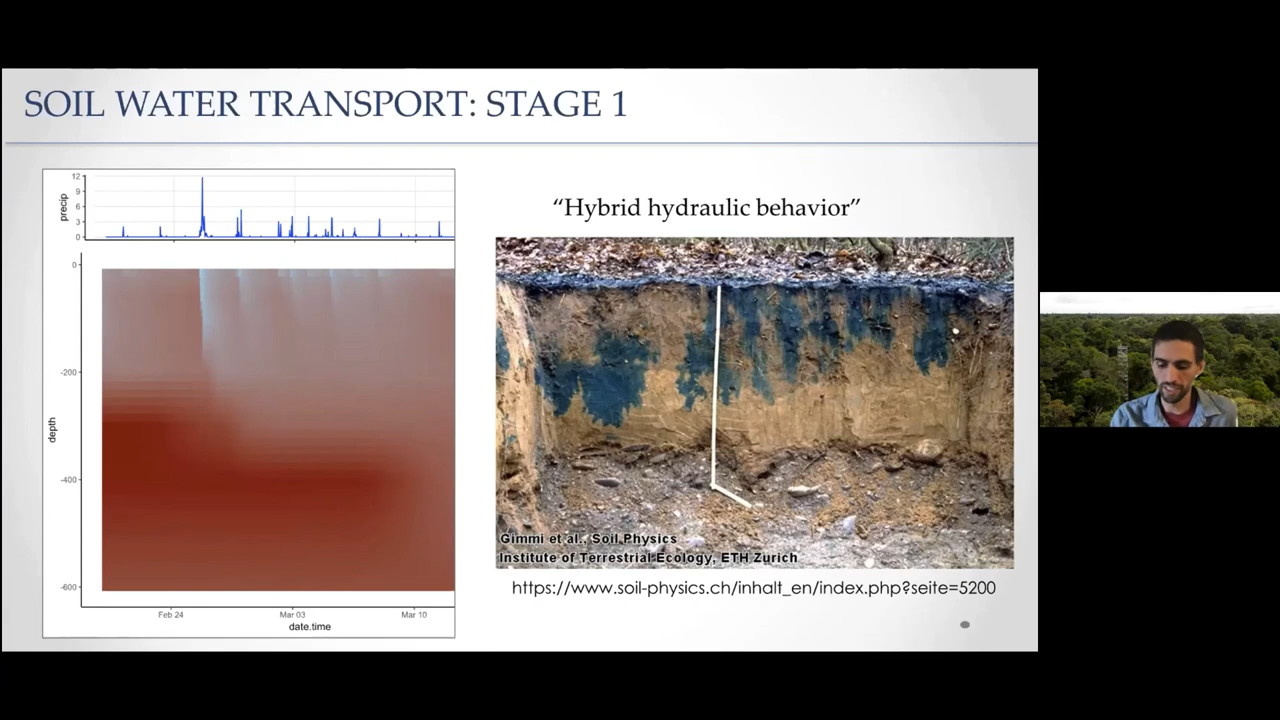 SOIL WATER TRANSPORT: STAGE 1
12
9
6
3
0
precip
0
-200
-400
-600
depth
Feb 24
Mar 03
Mar 10
date.time
“Hybrid hydraulic behavior”
Gimmi et al., Soil Physics
Institute of Terrestrial Ecology, ETH Zurich
https://www.soil-physics.ch/inhalt_en/index.php?seite=5200